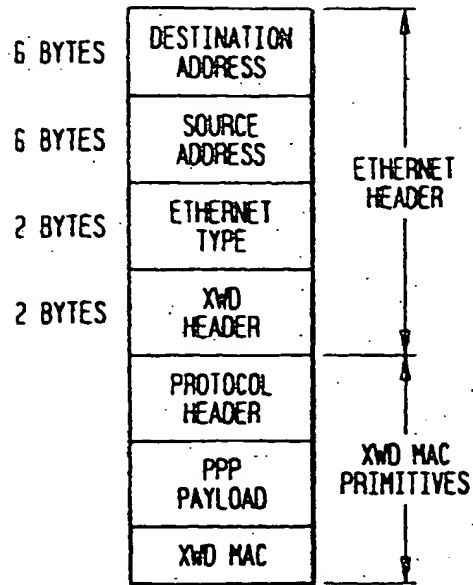 6 BYTES
DESTINATION
ADDRESS
6 BYTES
SOURCE
ADDRESS
2 BYTES
ETHERNET
TYPE
2 BYTES
XWD
HEADER
ETHERNET
HEADER
PROTOCOL
HEADER
PPP
PAYLOAD
XWD MAC
XWD MAC
PRIMITIVES